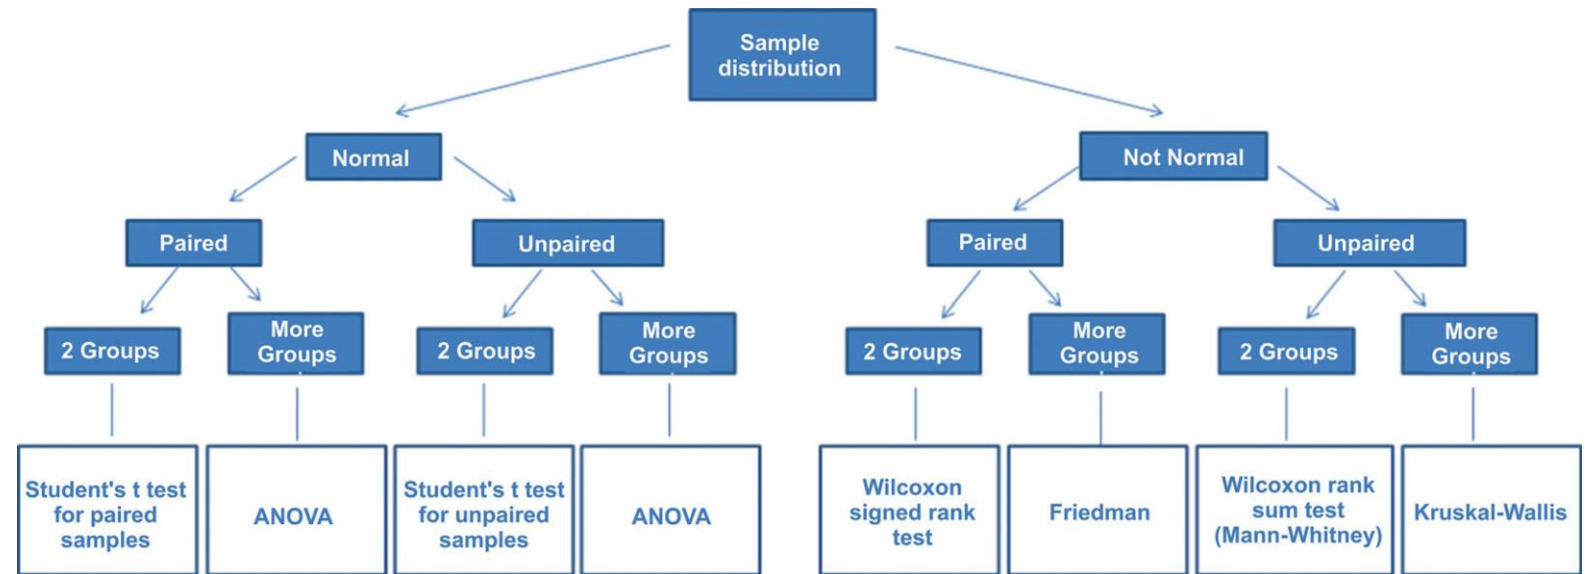 Sample
distribution
Normal
Not Normal
Paired
Unpaired
Paired
Unpaired
2 Groups
More
Groups
2 Groups
More
Groups
2 Groups
More
Groups
2 Groups
More
Groups
Student's t test
for paired
samples
ANOVA
Student's t test
for unpaired
samples
ANOVA
Wilcoxon
signed rank
test
Friedman
Wilcoxon rank
sum test
(Mann-Whitney)
Kruskal-Wallis